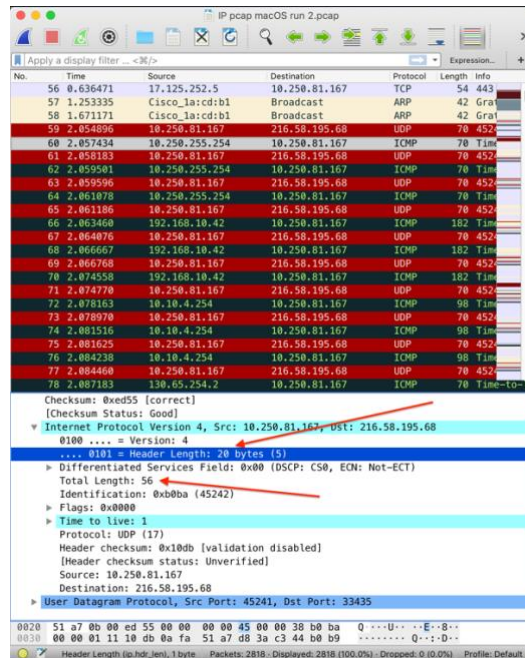 IP pcap macOS run 2.pcap
Apply a display filter ... <⌘/>
Expression...
+
No. Time Source Destination Protocol Length Info
56 0.636471 17.125.252.5 10.250.81.167 TCP 54 443
57 1.253335 Cisco_1a:cd:b1 Broadcast ARP 42 Grat
58 1.671171 Cisco_1a:cd:b1 Broadcast ARP 42 Grat
59 2.054896 10.250.81.167 216.58.195.68 UDP 70 4524
60 2.057434 10.250.255.254 10.250.81.167 ICMP 70 Time
61 2.058183 10.250.81.167 216.58.195.68 UDP 70 4524
62 2.059501 10.250.255.254 10.250.81.167 ICMP 70 Time
63 2.059596 10.250.81.167 216.58.195.68 UDP 70 4524
64 2.061078 10.250.255.254 10.250.81.167 ICMP 70 Time
65 2.061186 10.250.81.167 216.58.195.68 UDP 70 4524
66 2.063460 192.168.10.42 10.250.81.167 ICMP 182 Time
67 2.064076 10.250.81.167 216.58.195.68 UDP 70 4524
68 2.066667 192.168.10.42 10.250.81.167 ICMP 182 Time
69 2.066768 10.250.81.167 216.58.195.68 UDP 70 4524
70 2.074558 192.168.10.42 10.250.81.167 ICMP 182 Time
71 2.074770 10.250.81.167 216.58.195.68 UDP 70 4524
72 2.078163 10.10.4.254 10.250.81.167 ICMP 98 Time
73 2.078970 10.250.81.167 216.58.195.68 UDP 70 4524
74 2.081516 10.10.4.254 10.250.81.167 ICMP 98 Time
75 2.081625 10.250.81.167 216.58.195.68 UDP 70 4524
76 2.084238 10.10.4.254 10.250.81.167 ICMP 98 Time
77 2.084460 10.250.81.167 216.58.195.68 UDP 70 4524
78 2.087183 130.65.254.2 10.250.81.167 ICMP 70 Time-to-
Checksum: 0xed55 [correct]
[Checksum Status: Good]
Internet Protocol Version 4, Src: 10.250.81.167, Dst: 216.58.195.68
0100 .... = Version: 4
.... 0101 = Header Length: 20 bytes (5)
Differentiated Services Field: 0x00 (DSCP: CS0, ECN: Not-ECT)
Total Length: 56
Identification: 0xb0ba (45242)
Flags: 0x0000
Time to live: 1
Protocol: UDP (17)
Header checksum: 0x10db [validation disabled]
[Header checksum status: Unverified]
Source: 10.250.81.167
Destination: 216.58.195.68
User Datagram Protocol, Src Port: 45241, Dst Port: 33435
0020 51 a7 0b 00 ed 55 00 00 00 00 45 00 00 38 b0 ba Q····U·· ··E··8··
0030 00 00 01 11 10 db 0a fa 51 a7 d8 3a c3 44 b0 b9 ········ Q··:·D··
Header Length (ip.hdr_len), 1 byte Packets: 2818 · Displayed: 2818 (100.0%) · Dropped: 0 (0.0%) Profile: Default